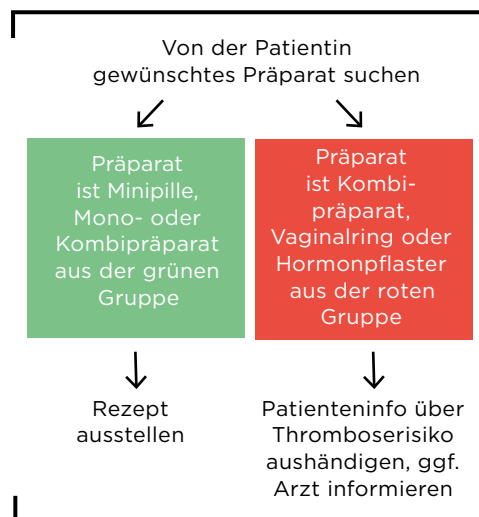 Von der Patientin
gewünschtes Präparat suchen
Präparat
ist Minipille,
Mono- oder
Kombipräparat
aus der grünen
Gruppe
Präparat
ist Kombi-
präparat,
Vaginalring oder
Hormonpflaster
aus der roten
Gruppe
Rezept
ausstellen
Patienteninfo über
Thromboserisiko
aushändigen, ggf.
Arzt informieren